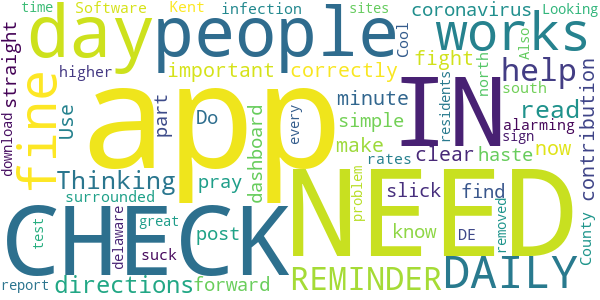 time Software Kent infection sites coronavirus Looking
straight day people Cool works Also
higher important correctly fight help
download fine Use part Do every minute north read alarming contribution
app IN residents south sign
dashboard simple make clear haste now
Thinking pray rates slick find
surrounded NEED problem removed County
CHECK delaware great post know DE
test suck forward
report directions REMINDER DAILY